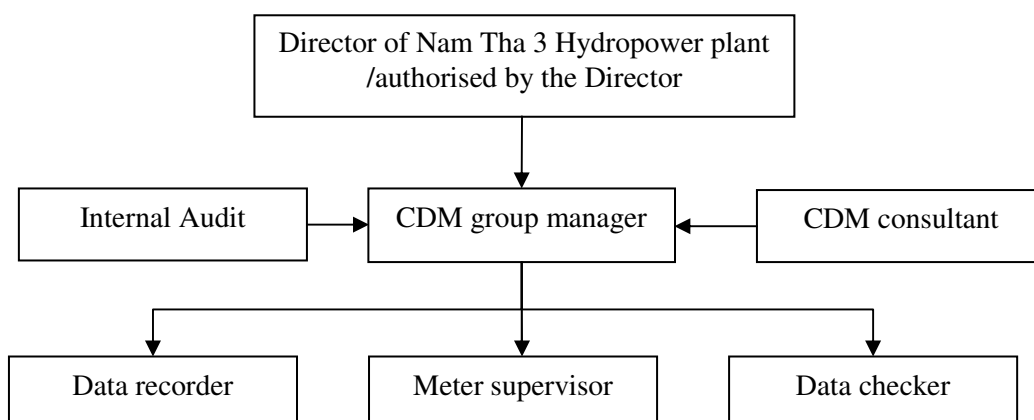 Director of Nam Tha 3 Hydropower plant
/authorised by the Director
Internal Audit
CDM group manager
CDM consultant
Data recorder
Meter supervisor
Data checker